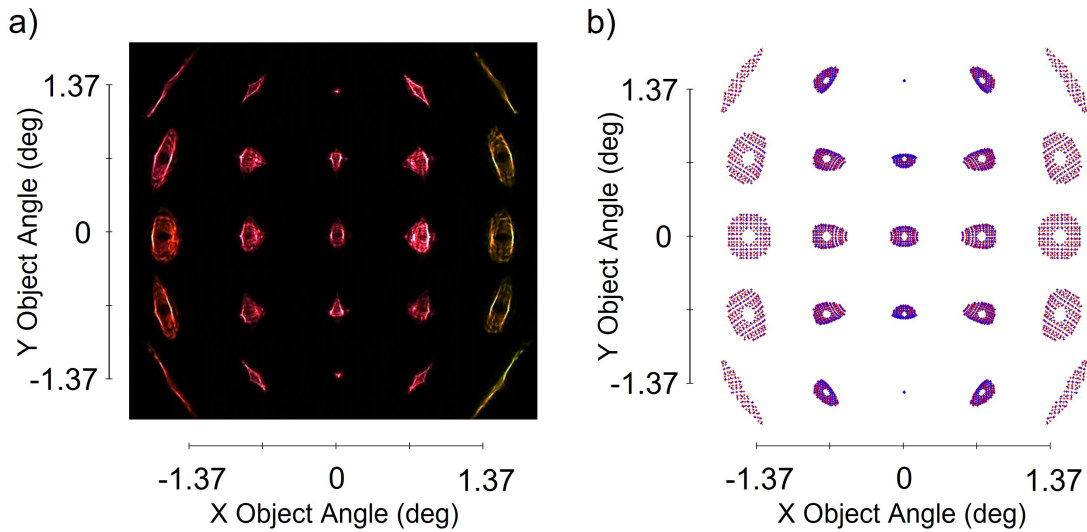 a)
1.37
0
-1.37
Y Object Angle (deg)
-1.37 0 1.37
X Object Angle (deg)
b)
1.37
0
-1.37
Y Object Angle (deg)
-1.37 0 1.37
X Object Angle (deg)